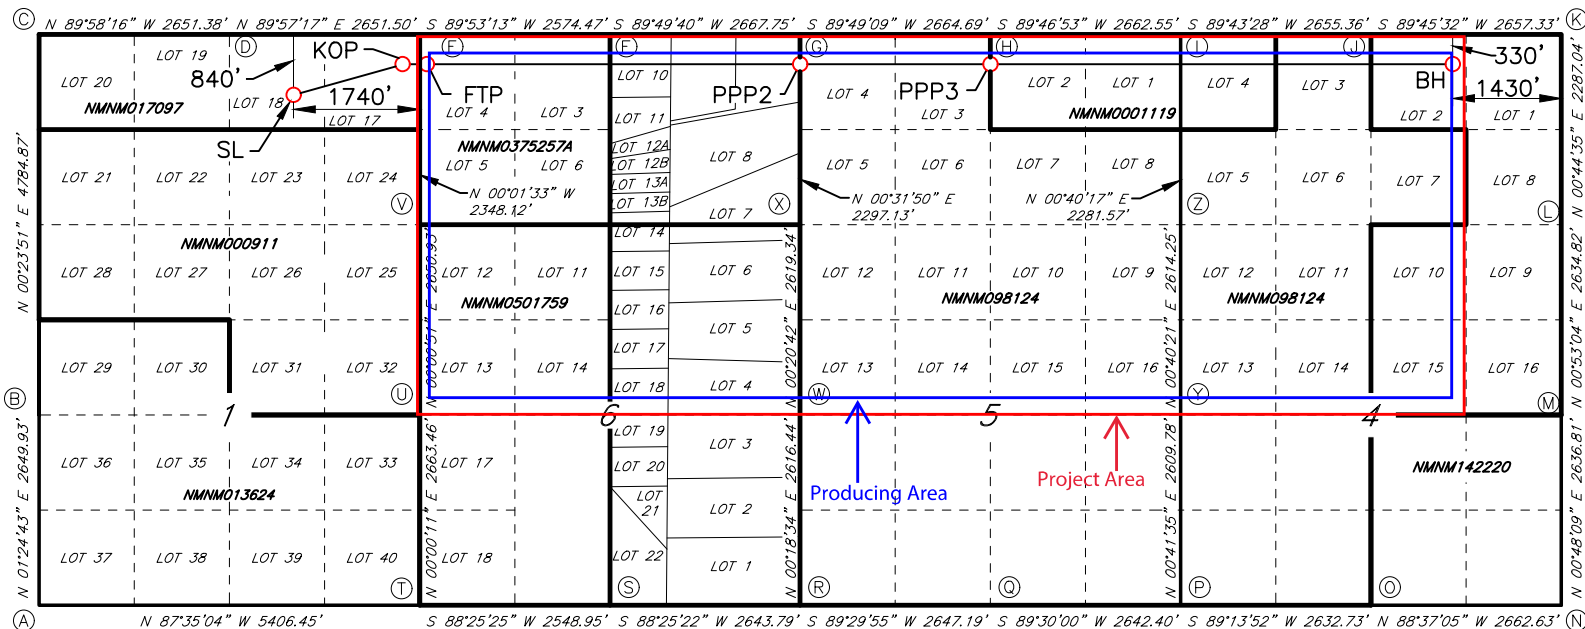 C N 89°58'16" W 2651.38' N 89°57'17" E 2651.50' S 89°53'13" W 2574.47' S 89°49'40" W 2667.75' S 89°49'09" W 2664.69' S 89°46'53" W 2662.55' S 89°43'28" W 2655.36' N 89°45'32" W 2657.33' K
D E F G H I J
LOT 19 KOP 330'
LOT 20 840' LOT 10 LOT 2 LOT 1 LOT 4 LOT 3 BH 1430'
LOT 18 1740' FTP PPP2 LOT 4 PPP3
NMNM017097 LOT 17 LOT 4 LOT 3 LOT 11 LOT 3 NMNM0001119 LOT 2 LOT 1
SL NMNM0375257A LOT 12A
LOT 5 LOT 6 LOT 12B LOT 8 LOT 5 LOT 6 LOT 7 LOT 8 LOT 5 LOT 6 LOT 7 LOT 8
LOT 21 LOT 22 LOT 23 LOT 24 LOT 13A
N 00°01'33" W
2348.12'
LOT 13B
N 00°31'50" E
2297.13'
N 00°40'17" E
2281.57'
V LOT 7 X Z L
NMNM000911 LOT 14
LOT 28 LOT 27 LOT 26 LOT 25 LOT 12 LOT 11 LOT 15 LOT 6 LOT 12 LOT 11 LOT 10 LOT 9 LOT 12 LOT 11 LOT 10 LOT 9
NMNM0501759 NMNM098124 NMNM098124
LOT 16 LOT 5
LOT 17
LOT 29 LOT 30 LOT 31 LOT 32 LOT 13 LOT 14 LOT 13 LOT 14 LOT 15 LOT 16 LOT 13 LOT 14 LOT 15 LOT 16
LOT 18 LOT 4
B U W Y M
1 6 5 4
LOT 19 LOT 3
LOT 36 LOT 35 LOT 34 LOT 33 LOT 17 LOT 20 Project Area NMNM142220
NMNM013624 Producing Area
LOT
21
LOT 2
LOT 37 LOT 38 LOT 39 LOT 40 LOT 18 LOT 22 LOT 1
T S R Q P O
A N 87°35'04" W 5406.45' S 88°25'25" W 2548.95' S 88°25'22" W 2643.79' S 89°29'55" W 2647.19' S 89°30'00" W 2642.40' S 89°13'52" W 2632.73' N 88°37'05" W 2662.63' N
N 00°23'51" E 4784.87'
N 01°24'43" E 2649.93'
N 00°00'51" E 2650.93'
N 00°00'11" E 2663.46'
N 00°20'42" E 2619.34'
N 00°18'34" E 2616.44'
N 00°40'21" E 2614.25'
N 00°41'35" E 2609.78'
N 00°44'35" E 2287.04'
N 00°53'04" E 2634.82'
N 00°48'09" E 2636.81'